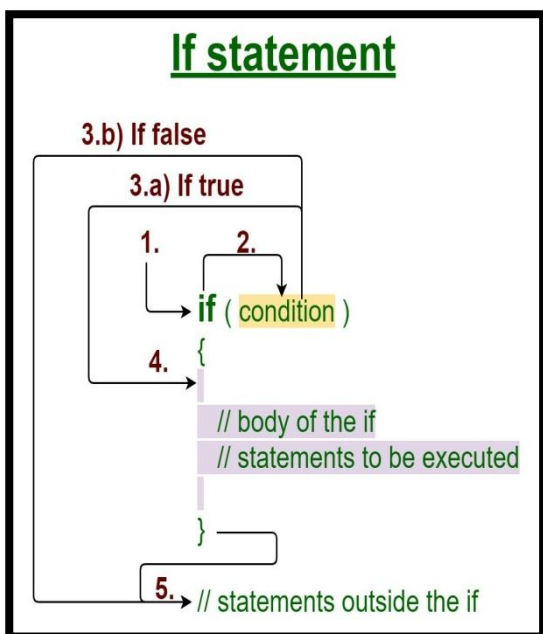 If statement
3.b) If false
3.a) If true
1. 2.
if ( condition )
{
4.
// body of the if
// statements to be executed
}
5. // statements outside the if